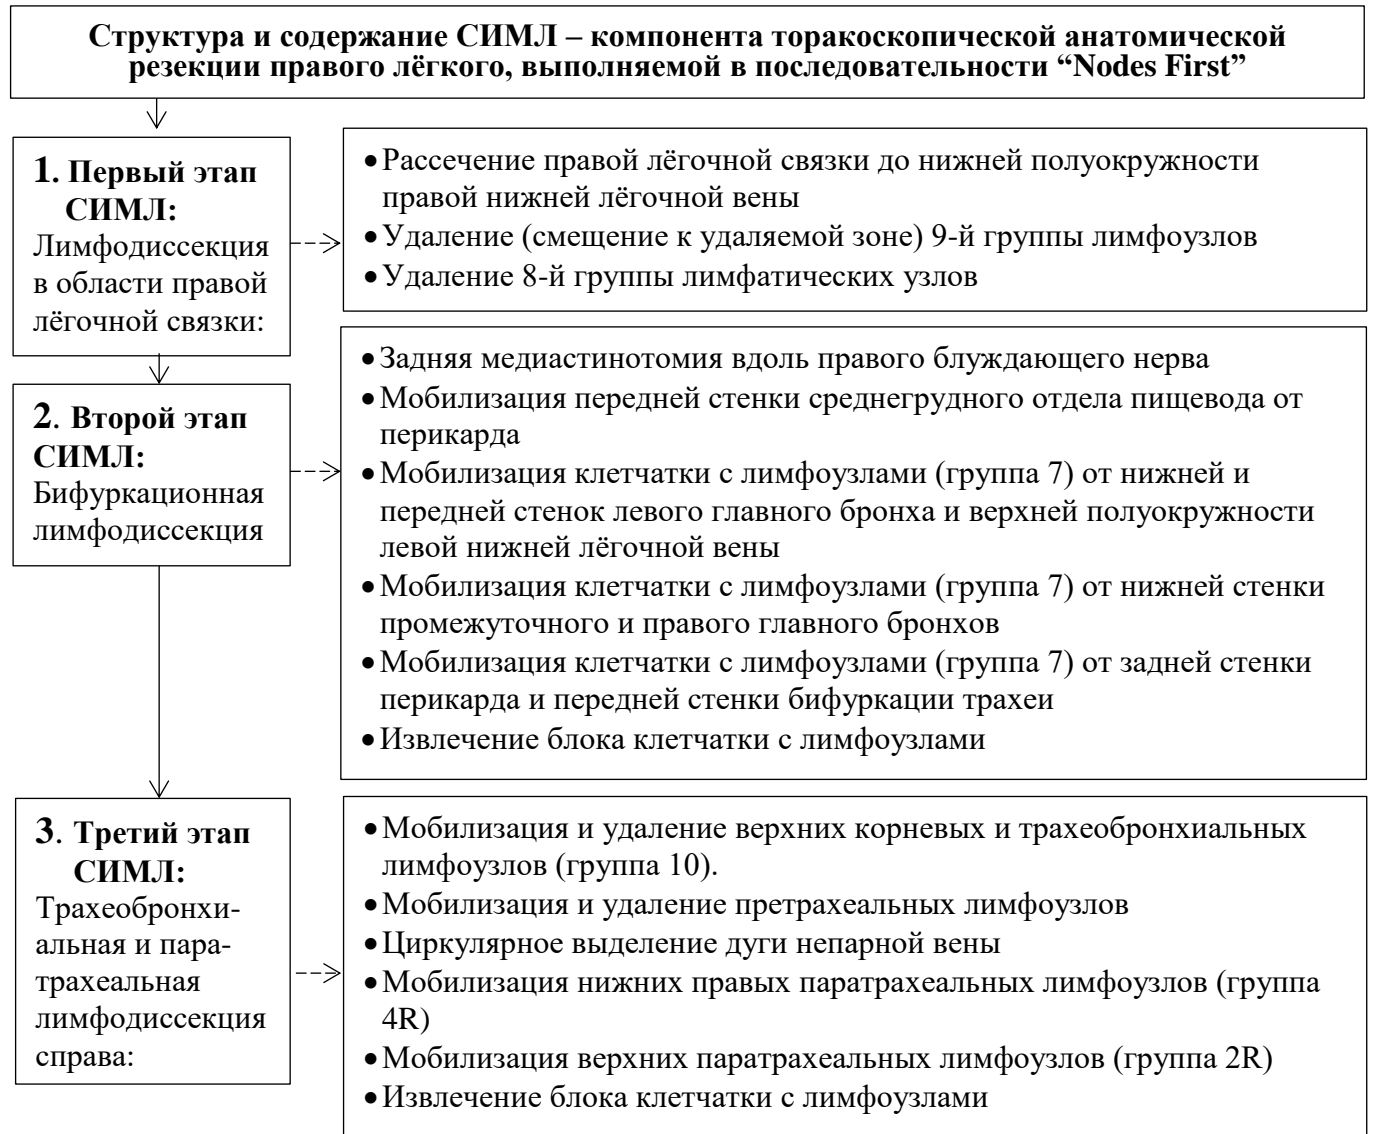 Структура и содержание СИМЛ – компонента торакоскопической анатомической
резекции правого лёгкого, выполняемой в последовательности “Nodes First”
1. Первый этап
СИМЛ:
Лимфодиссекция
в области правой
лёгочной связки:
• Рассечение правой лёгочной связки до нижней полуокружности
правой нижней лёгочной вены
• Удаление (смещение к удаляемой зоне) 9-й группы лимфоузлов
• Удаление 8-й группы лимфатических узлов
2. Второй этап
СИМЛ:
Бифуркационная
лимфодиссекция
• Задняя медиастинотомия вдоль правого блуждающего нерва
• Мобилизация передней стенки среднегрудного отдела пищевода от
перикарда
• Мобилизация клетчатки с лимфоузлами (группа 7) от нижней и
передней стенок левого главного бронха и верхней полуокружности
левой нижней лёгочной вены
• Мобилизация клетчатки с лимфоузлами (группа 7) от нижней стенки
промежуточного и правого главного бронхов
• Мобилизация клетчатки с лимфоузлами (группа 7) от задней стенки
перикарда и передней стенки бифуркации трахеи
• Извлечение блока клетчатки с лимфоузлами
3. Третий этап
СИМЛ:
Трахеобронхи-
альная и пара-
трахеальная
лимфодиссекция
справа:
• Мобилизация и удаление верхних корневых и трахеобронхиальных
лимфоузлов (группа 10).
• Мобилизация и удаление претрахеальных лимфоузлов
• Циркулярное выделение дуги непарной вены
• Мобилизация нижних правых паратрахеальных лимфоузлов (группа
4R)
• Мобилизация верхних паратрахеальных лимфоузлов (группа 2R)
• Извлечение блока клетчатки с лимфоузлами